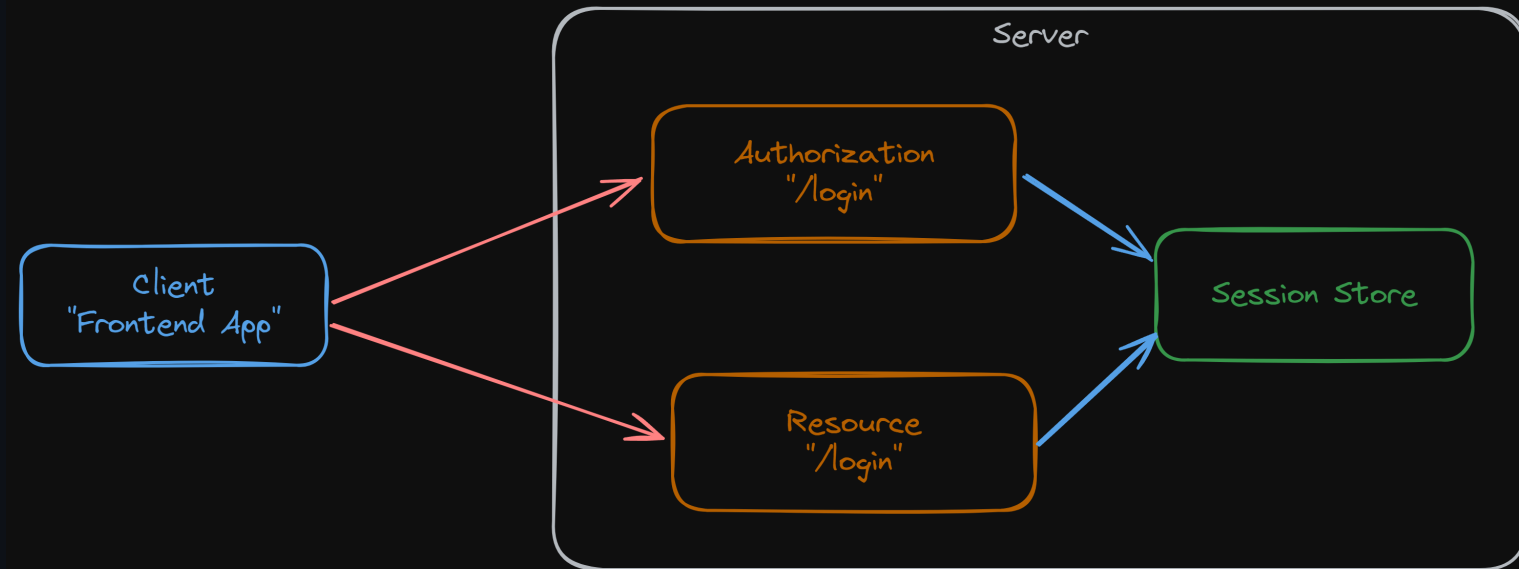 Server
Authorization
"/login"
Client
"Frontend App"
Session Store
Resource
"/login"